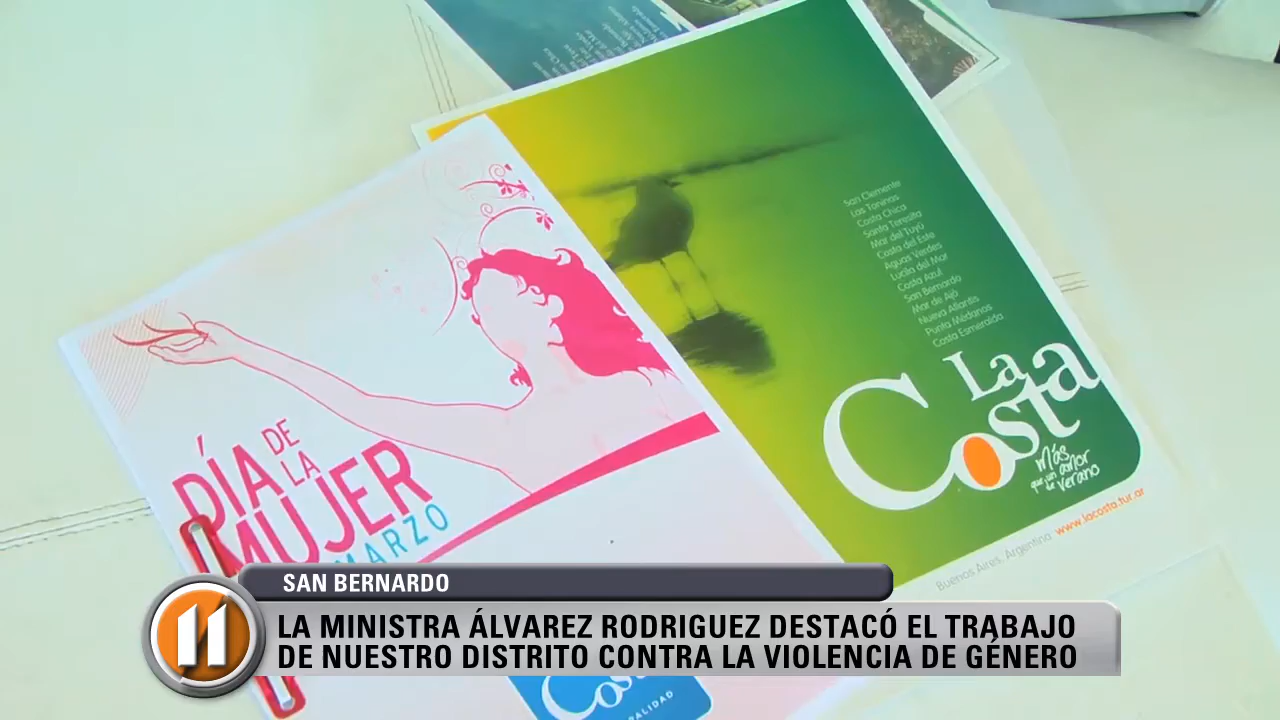 San Clemente
Las Toninas
Costa Chica
Santa Teresita
Mar del Tuyú
Costa del Este
Aguas Verdes
Lucila del Mar
Costa Azul
San Bernardo
Mar de Ajó
Nueva Atlantis
Punta Médanos
Costa Esmeralda
La
Costa
más
que un amor
de verano
www.lacosta.tur.ar
Buenos Aires. Argentina
DÍA DE
LA
MUJER
MARZO
SAN BERNARDO
11
LA MINISTRA ÁLVAREZ RODRIGUEZ DESTACÓ EL TRABAJO
DE NUESTRO DISTRITO CONTRA LA VIOLENCIA DE GÉNERO